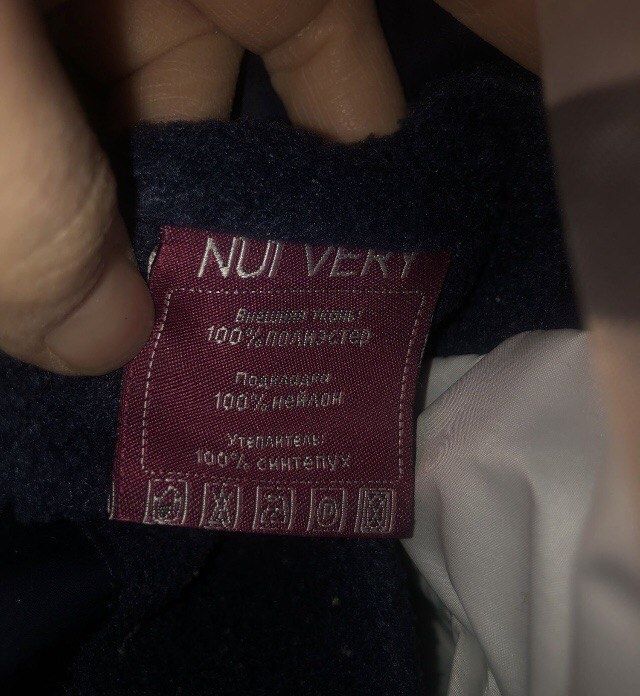 NUI VERY
Внешняя ткань:
100% полиэстер
Подкладка
100% нейлон
Утеплитель:
100% синтепух